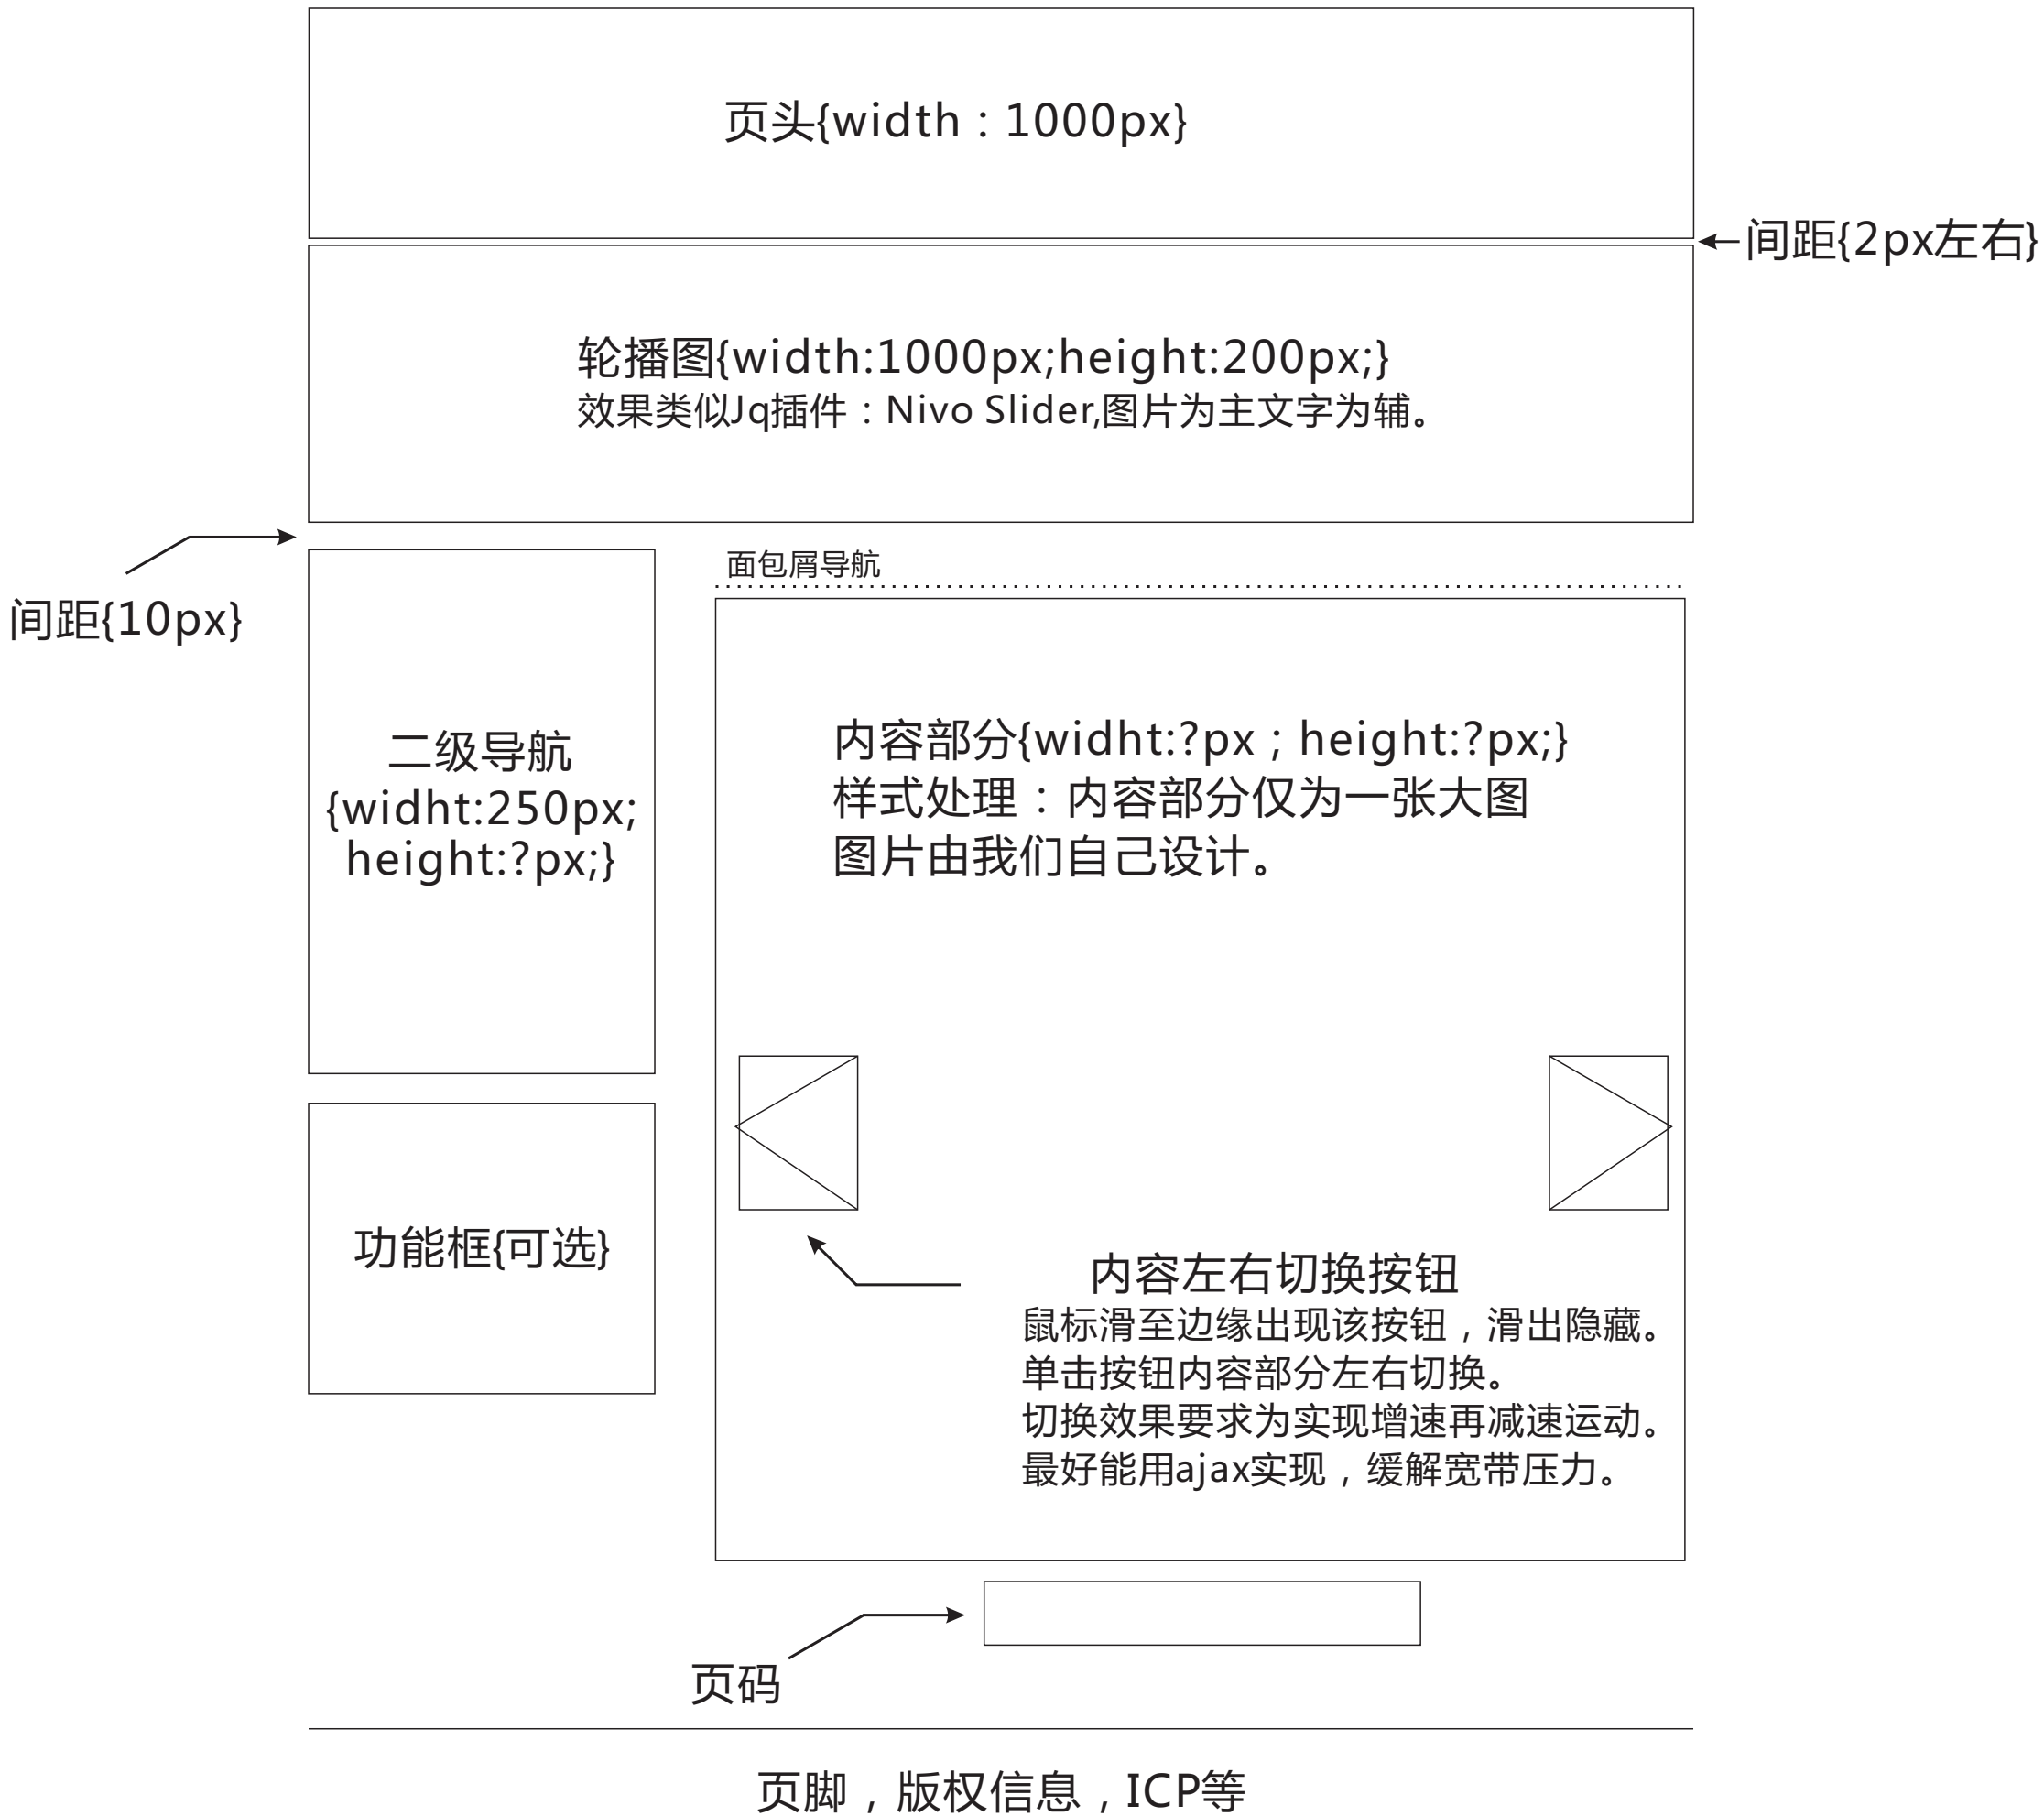 页头{width：1000px}
间距{2px左右}
轮播图{width:1000px;height:200px;}
效果类似Jq插件：Nivo Slider,图片为主文字为辅。
间距{10px}
面包屑导航
二级导航
{widht:250px;
height:?px;}
内容部分{widht:?px；height:?px;}
样式处理：内容部分仅为一张大图
图片由我们自己设计。
功能框{可选}
内容左右切换按钮
鼠标滑至边缘出现该按钮，滑出隐藏。
单击按钮内容部分左右切换。
切换效果要求为实现增速再减速运动。
最好能用ajax实现，缓解宽带压力。
页码
页脚，版权信息，ICP等